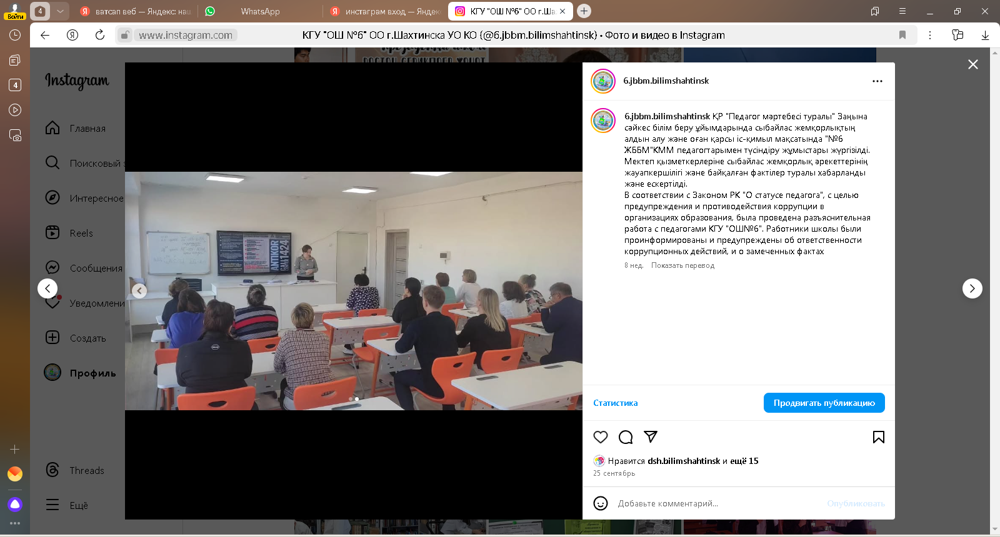 Войти
4
ватсап веб — Яндекс: наш
WhatsApp
инстаграм вход — Яндекс
КГУ "ОШ №6" ОО г.Ша
www.instagram.com
КГУ "ОШ №6" ОО г.Шахтинска УО КО (@6.jbbm.bilimshahtinsk) • Фото и видео в Instagram
4
Instagram
Главная
Поисковый з
Интересное
Reels
Сообщения
Уведомлени
Создать
Профиль
Threads
Ещё
ANTIKOR
CALL 1424
6.jbbm.bilimshahtinsk
6.jbbm.bilimshahtinsk ҚР "Педагог мәртебесі туралы" Заңына
сәйкес білім беру ұйымдарында сыбайлас жемқорлықтың
алдын алу және оған қарсы іс-қимыл мақсатында "№6
ЖББМ"КММ педагогтарымен түсіндіру жұмыстары жүргізілді.
Мектеп қызметкерлеріне сыбайлас жемқорлық әрекеттерінің
жауапкершілігі және байқалған фактілер туралы хабарланды
және ескертілді.
В соответствии с Законом РК "О статусе педагога", с целью
предупреждения и противодействия коррупции в
организациях образования, была проведена разъяснительная
работа с педагогами КГУ "ОШ№6". Работники школы были
проинформированы и предупреждены об ответственности
коррупционных действий, и о замеченных фактах
8 нед. Показать перевод
Статистика
Продвигать публикацию
Нравится dsh.bilimshahtinsk и ещё 15
25 сентябрь
Добавьте комментарий...
Опубликовать